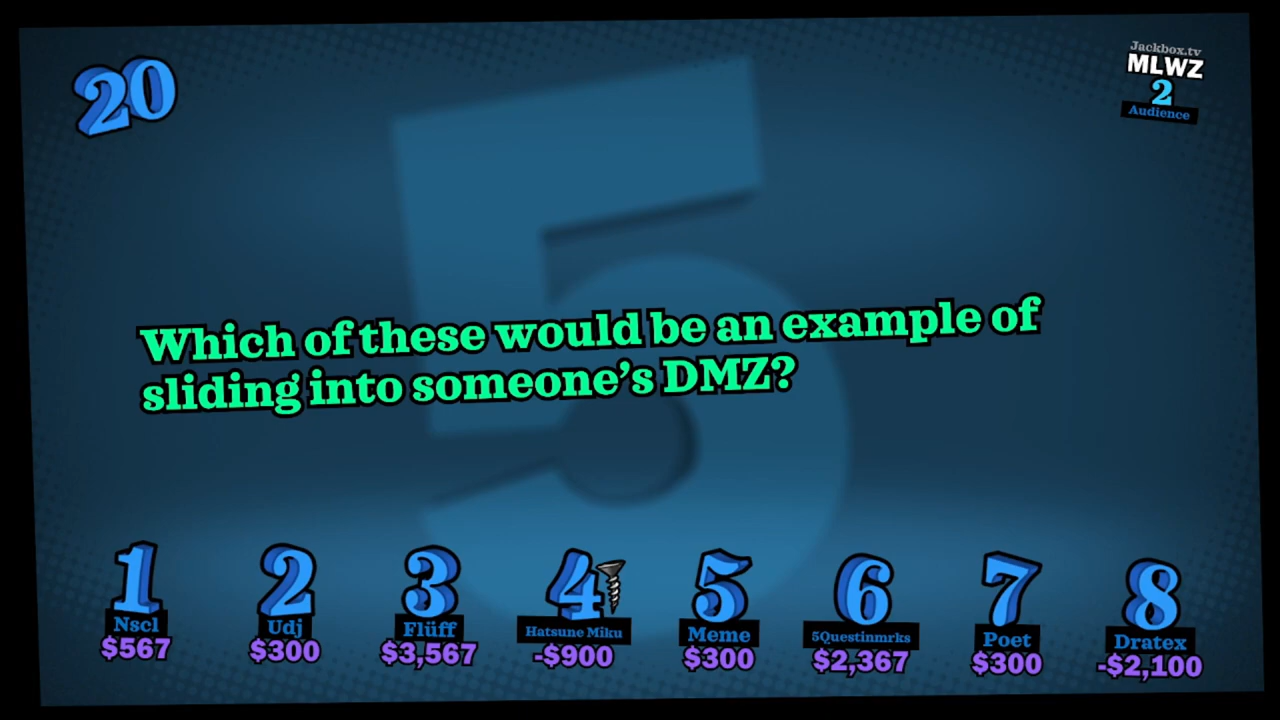 20
Jackbox.tv
MLWZ
2
Audience
5
Which of these would be an example of
sliding into someone's DMZ?
1 2 3 4 5 6 7 8
Nscl Udj Flüff Hatsune Miku Meme 5Questinmrks Poet Dratex
$567 $300 $3,567 -$900 $300 $2,367 $300 -$2,100